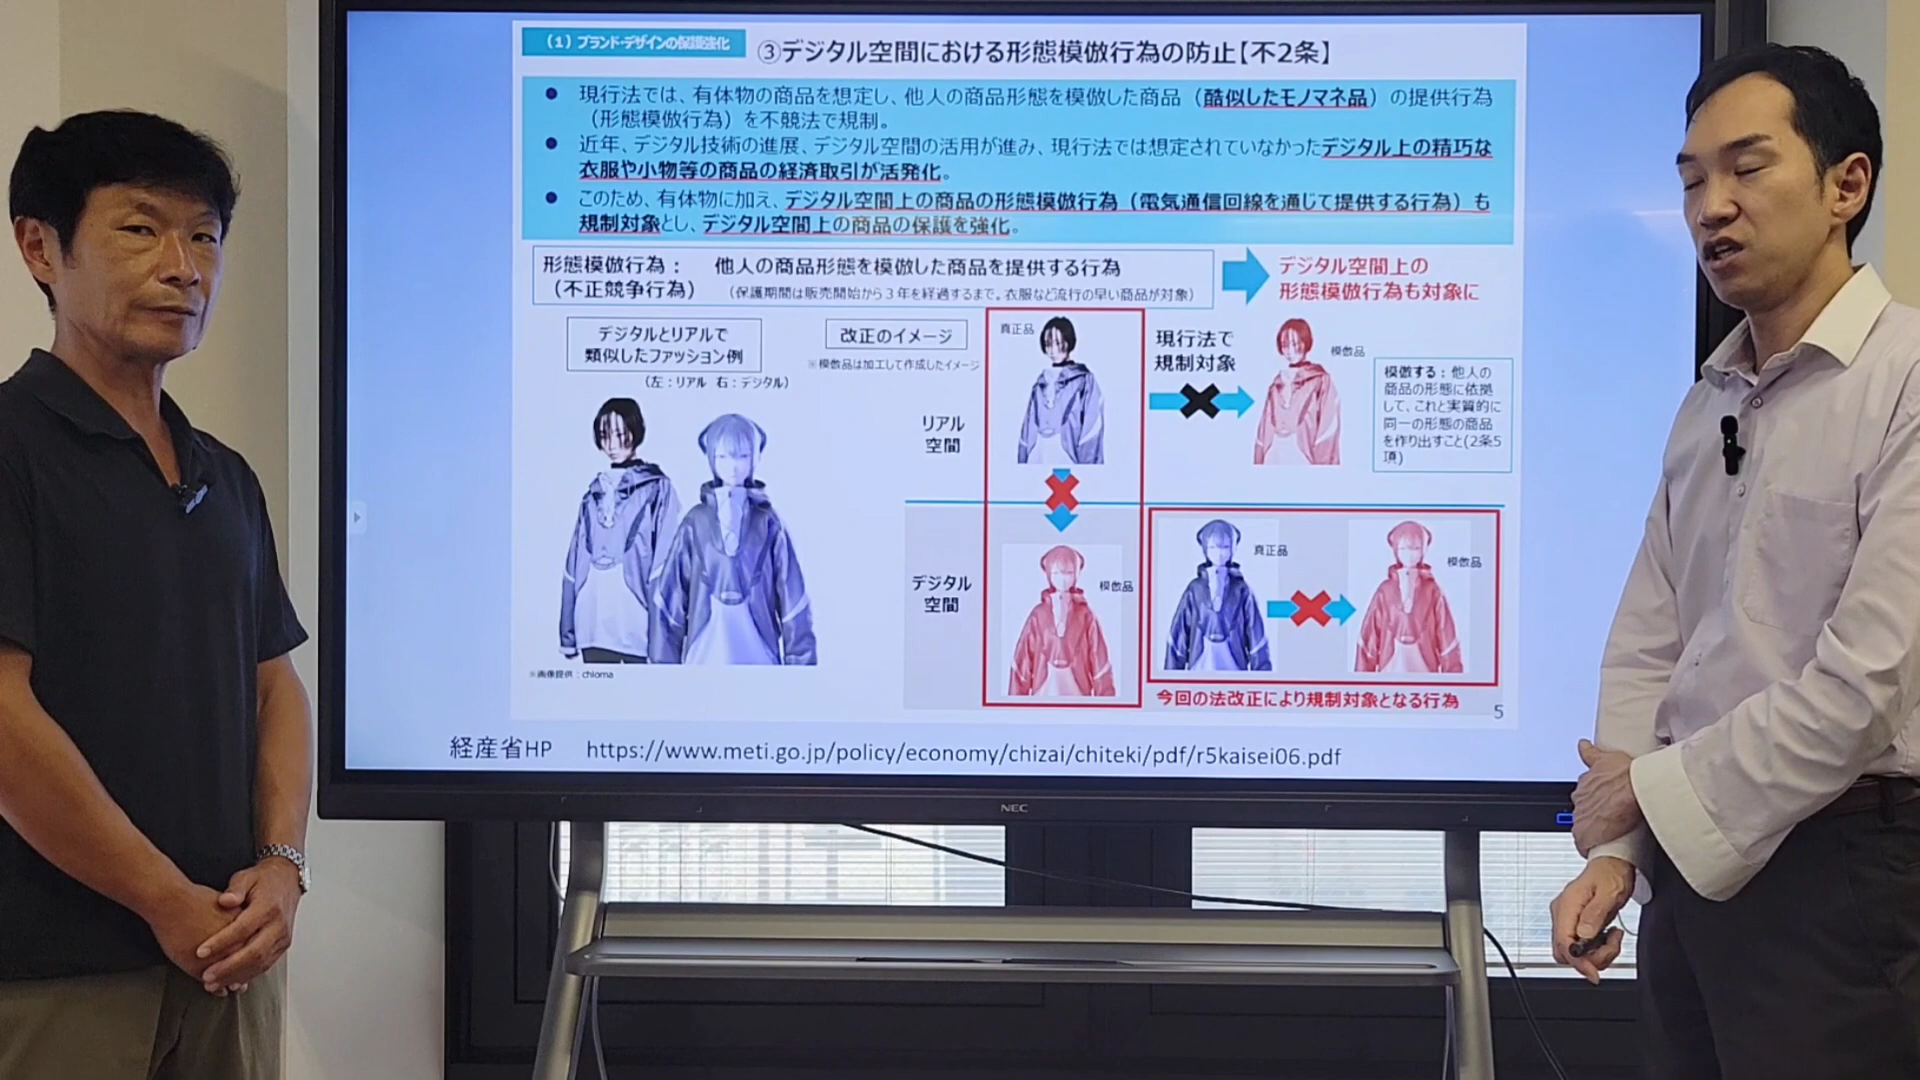 （1）ブランド・デザインの保護強化
③デジタル空間における形態模倣行為の防止【不2条】
● 現行法では、有体物の商品を想定し、他人の商品形態を模倣した商品（酷似したモノマネ品）の提供行為
（形態模倣行為）を不競法で規制。
● 近年、デジタル技術の進展、デジタル空間の活用が進み、現行法では想定されていなかったデジタル上の精巧な
衣服や小物等の商品の経済取引が活発化。
● このため、有体物に加え、デジタル空間上の商品の形態模倣行為（電気通信回線を通じて提供する行為）も
規制対象とし、デジタル空間上の商品の保護を強化。
形態模倣行為： 他人の商品形態を模倣した商品を提供する行為
（不正競争行為） （保護期間は販売開始から３年を経過するまで。衣服など流行の早い商品が対象）
デジタル空間上の
形態模倣行為も対象に
デジタルとリアルで
類似したファッション例
（左：リアル 右：デジタル）
改正のイメージ
※模倣品は加工して作成したイメージ
真正品
現行法で
規制対象
模倣品
模倣する：他人の
商品の形態に依拠
して、これと実質的に
同一の形態の商品
を作り出すこと(2条5
項)
リアル
空間
デジタル
空間
模倣品
真正品
模倣品
※画像提供：chloma
今回の法改正により規制対象となる行為
5
経産省HP https://www.meti.go.jp/policy/economy/chizai/chiteki/pdf/r5kaisei06.pdf
NEC